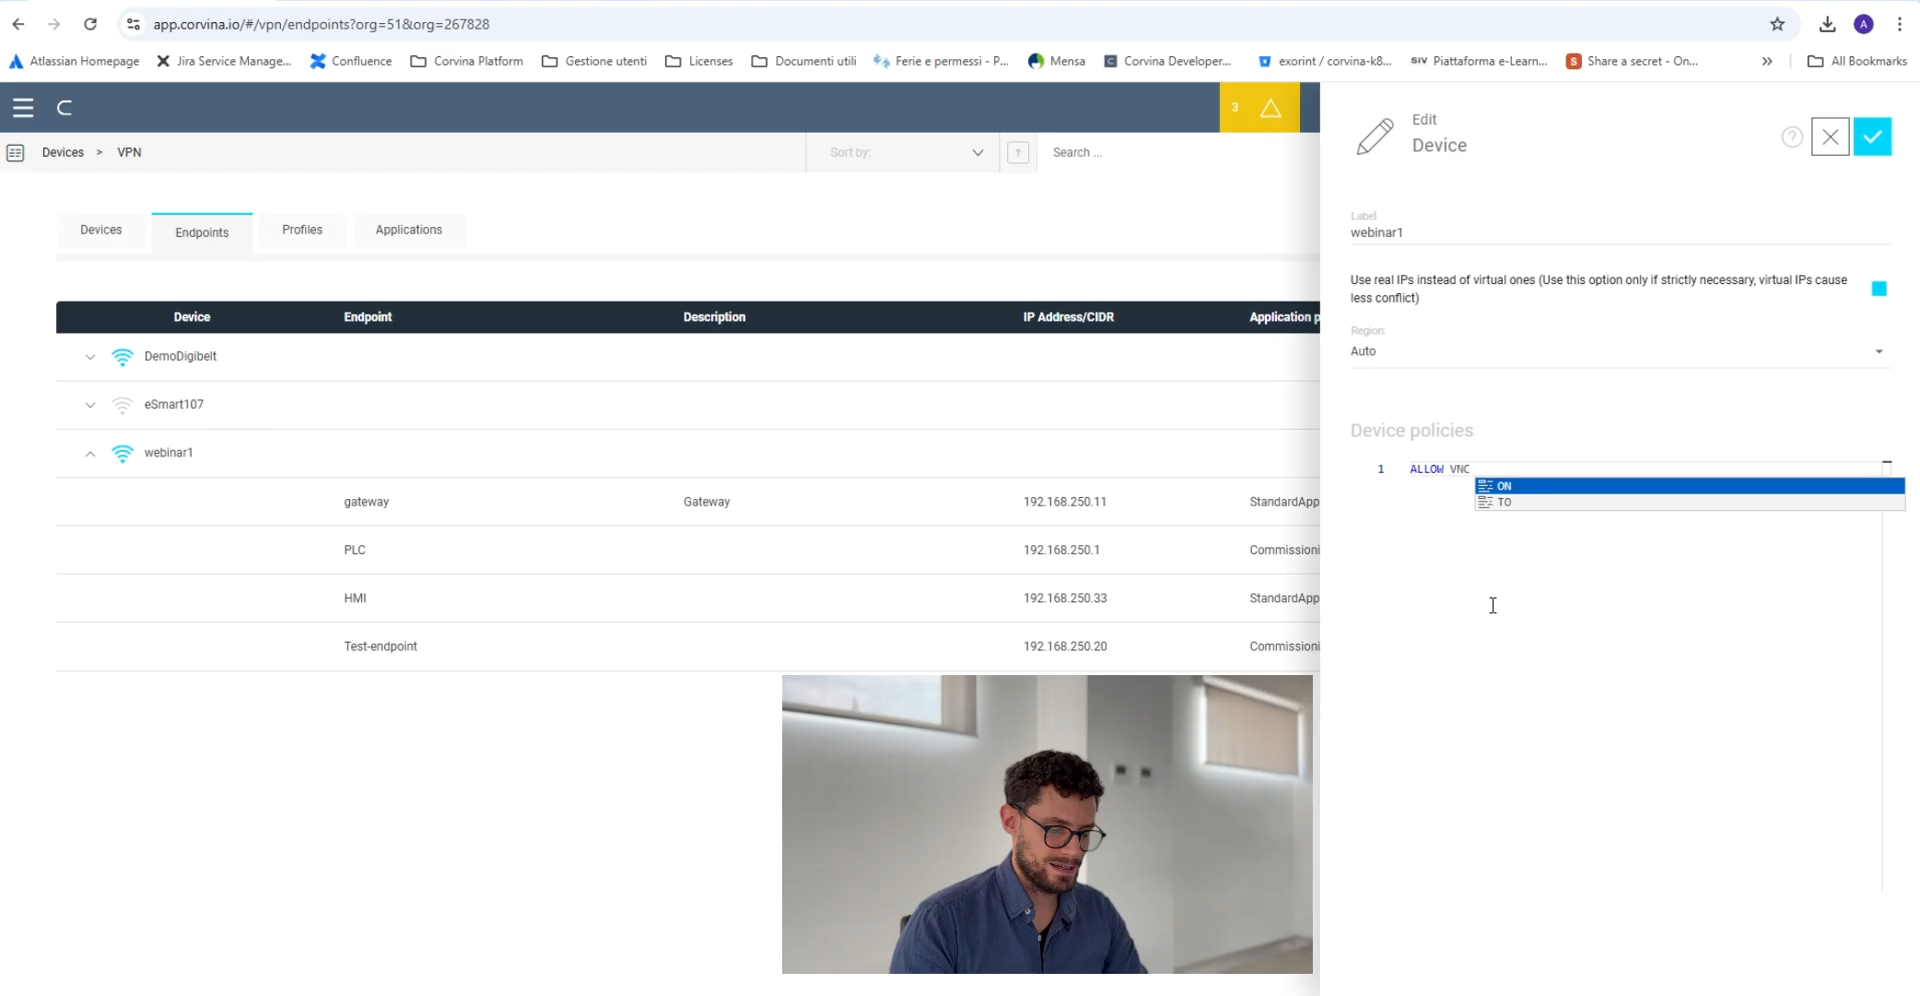 app.corvina.io/#/vpn/endpoints?org=51&org=267828
A
Atlassian Homepage
Jira Service Manage...
Confluence
Corvina Platform
Gestione utenti
Licenses
Documenti utili
Ferie e permessi - P...
Mensa
C
Corvina Developer...
exorint / corvina-k8...
SIV
Piattaforma e-Learn...
S
Share a secret - On...
»
All Bookmarks
C
3
Devices > VPN
Sort by:
Search ...
Devices
Endpoints
Profiles
Applications
Device Endpoint Description IP Address/CIDR Application p
DemoDigibelt
eSmart107
webinar1
gateway Gateway 192.168.250.11 StandardApp
PLC 192.168.250.1 Commissioni
HMI 192.168.250.33 StandardApp
Test-endpoint 192.168.250.20 Commissioni
Edit
Device
?
Label
webinar1
Use real IPs instead of virtual ones (Use this option only if strictly necessary, virtual IPs cause
less conflict)
Region:
Auto
Device policies
1 ALLOW VNC
ON
TO